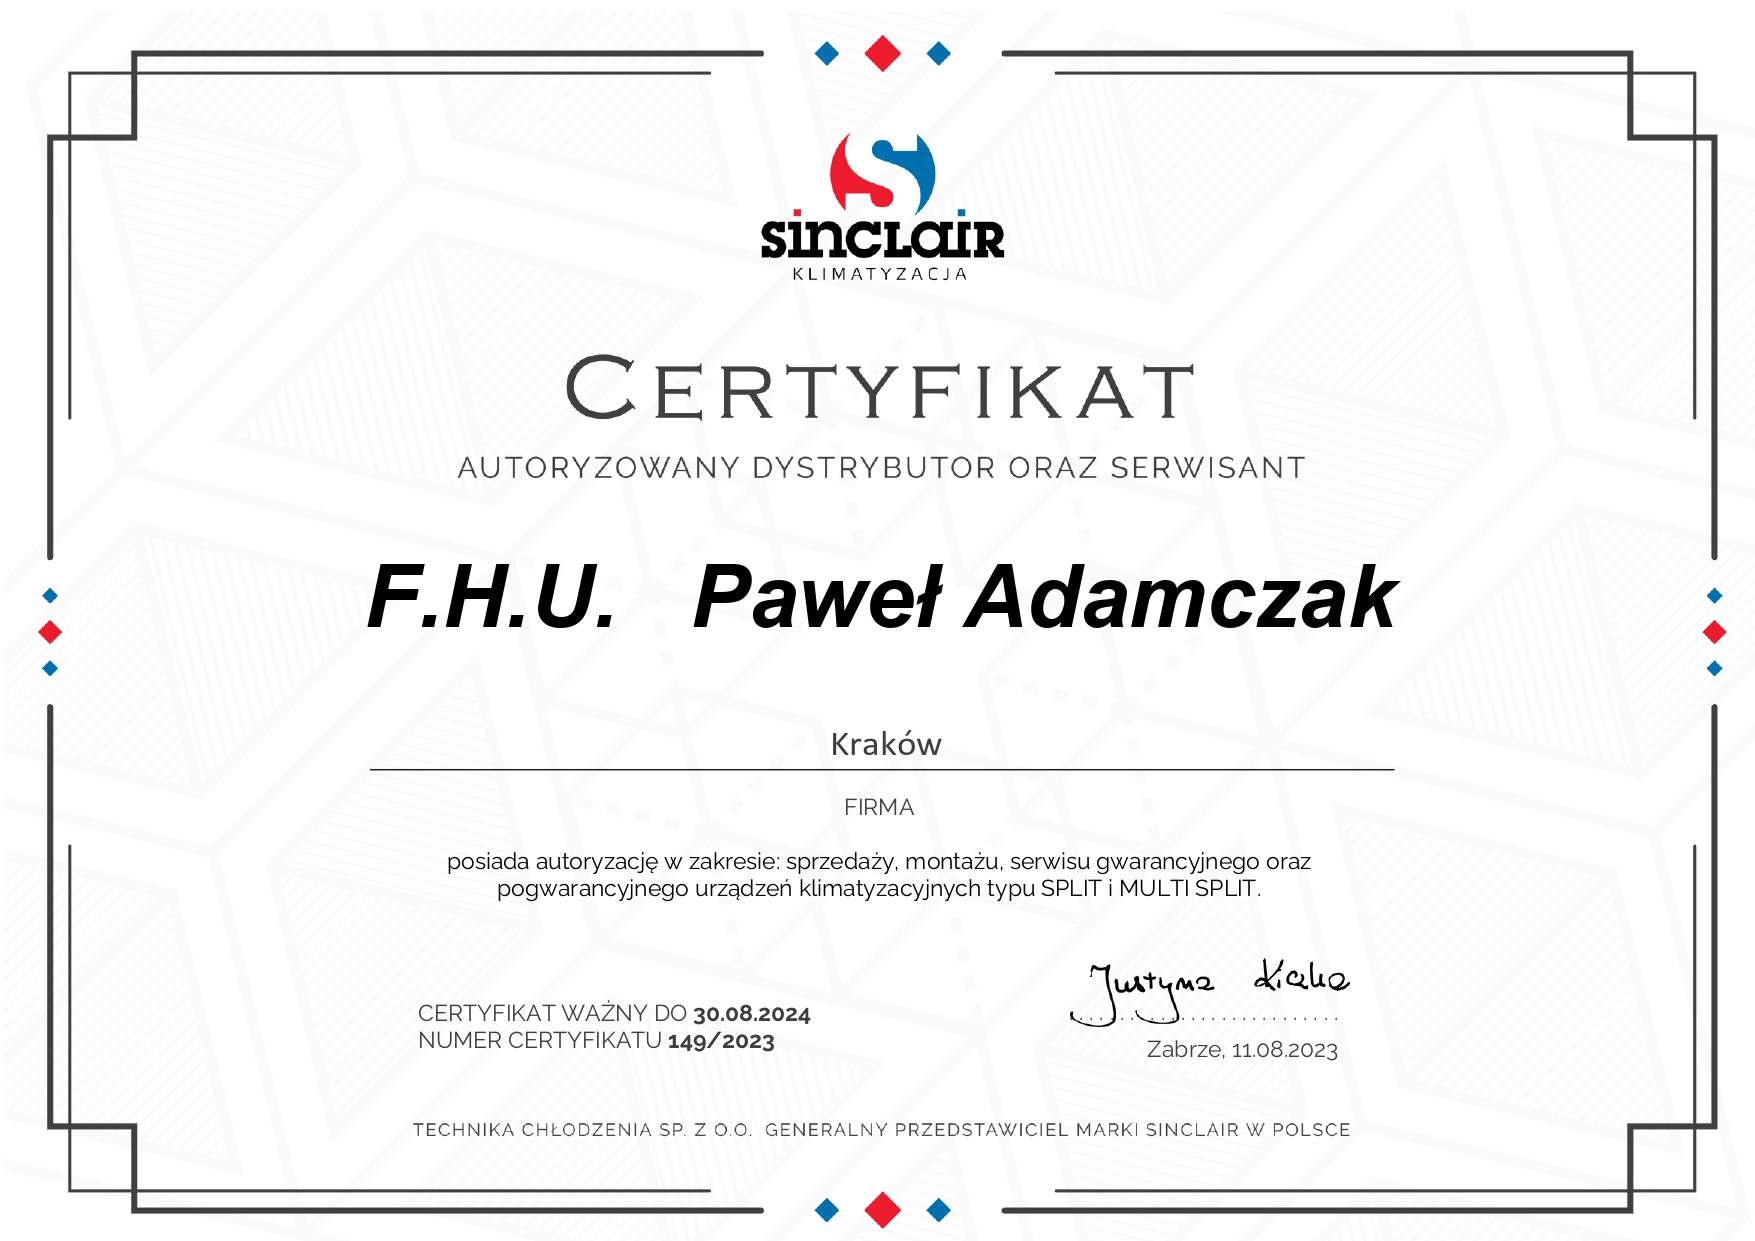 sinclair
KLIMATYZACJA
CERTYFIKAT
AUTORYZOWANY DYSTRYBUTOR ORAZ SERWISANT
F.H.U. Paweł Adamczak
Kraków
FIRMA
posiada autoryzację w zakresie: sprzedaży, montażu, serwisu gwarancyjnego oraz
pogwarancyjnego urządzeń klimatyzacyjnych typu SPLIT i MULTI SPLIT.
Justyna
CERTYFIKAT WAŻNY DO 30.08.2024
NUMER CERTYFIKATU 149/2023
Zabrze, 11.08.2023
TECHNIKA CHŁODZENIA SP. Z O.O. GENERALNY PRZEDSTAWICIEL MARKI SINCLAIR W POLSCE